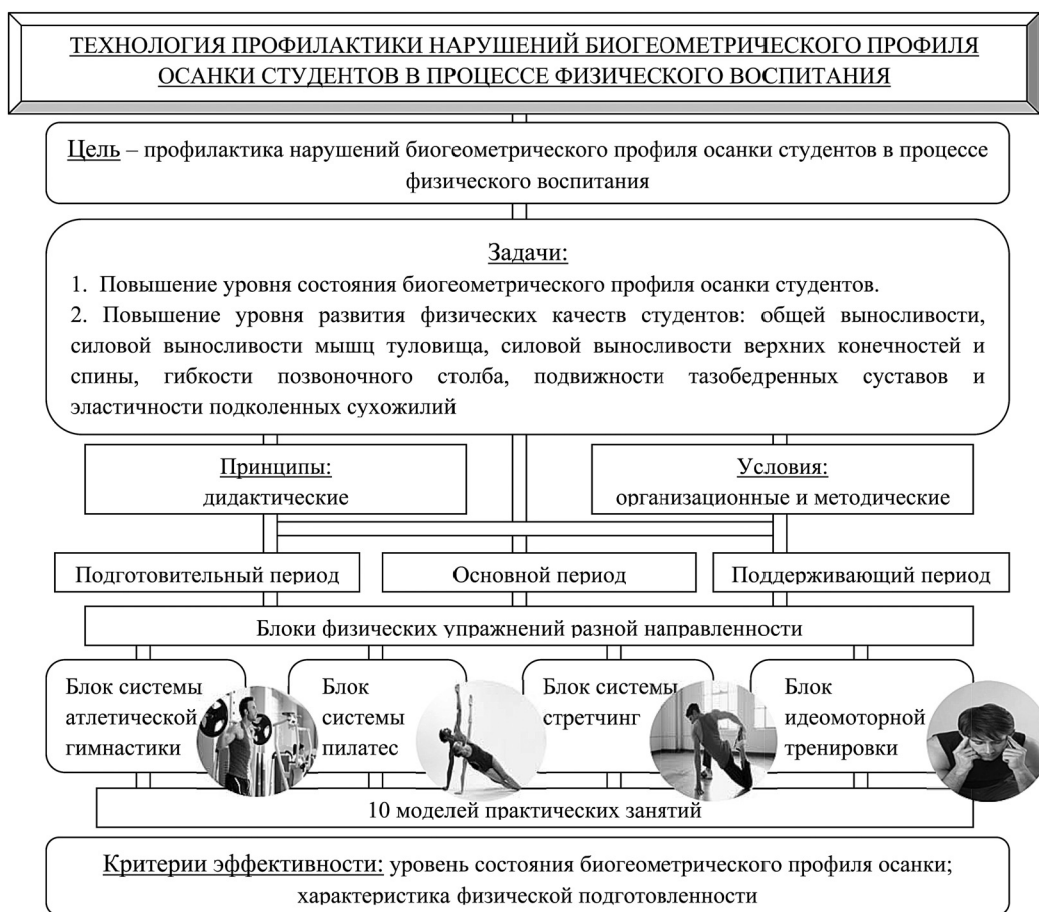 ТЕХНОЛОГИЯ ПРОФИЛАКТИКИ НАРУШЕНИЙ БИОГЕОМЕТРИЧЕСКОГО ПРОФИЛЯ
ОСАНКИ СТУДЕНТОВ В ПРОЦЕССЕ ФИЗИЧЕСКОГО ВОСПИТАНИЯ
Цель – профилактика нарушений биогеометрического профиля осанки студентов в процессе
физического воспитания
Задачи:
1. Повышение уровня состояния биогеометрического профиля осанки студентов.
2. Повышение уровня развития физических качеств студентов: общей выносливости,
силовой выносливости мышц туловища, силовой выносливости верхних конечностей и
спины, гибкости позвоночного столба, подвижности тазобедренных суставов и
эластичности подколенных сухожилий
Принципы:
дидактические
Условия:
организационные и методические
Подготовительный период
Основной период
Поддерживающий период
Блоки физических упражнений разной направленности
Блок системы
атлетической
гимнастики
Блок
системы
пилатес
Блок системы
стретчинг
Блок
идеомоторной
тренировки
10 моделей практических занятий
Критерии эффективности: уровень состояния биогеометрического профиля осанки;
характеристика физической подготовленности